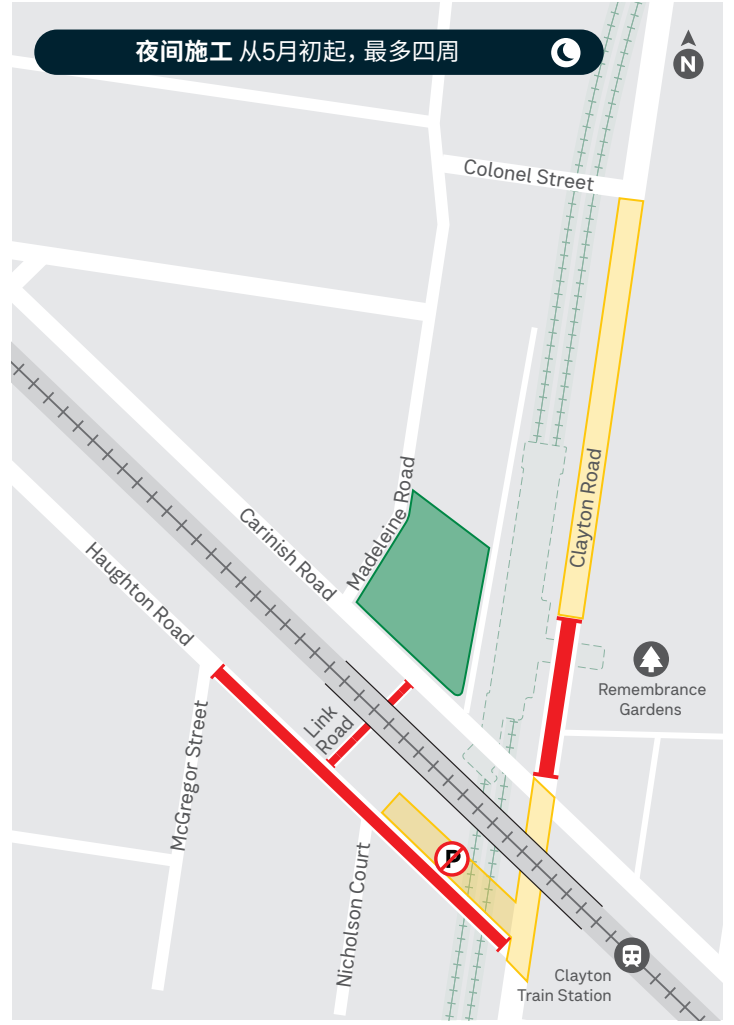 夜间施工 从5月初起，最多四周
N
Colonel Street
Clayton Road
Madeleine Road
Carinish Road
Haughton Road
Remembrance
Gardens
Link
Road
McGregor Street
P
Nicholson Court
Clayton
Train Station